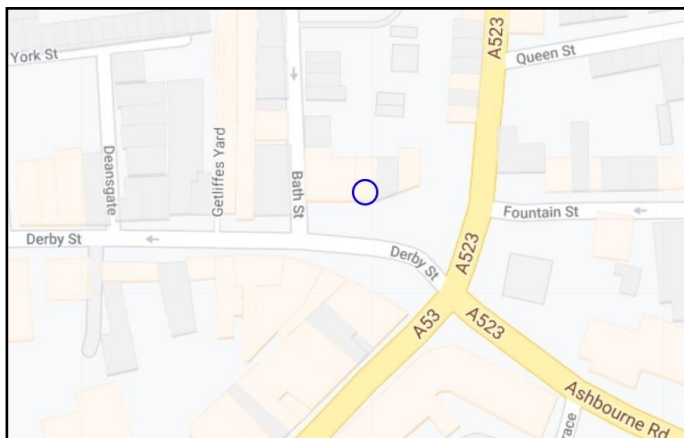 York St
A523
Queen St
Deansgate
Getliffes Yard
Bath St
Fountain St
Derby St
Derby St
A523
A53
A523
Ashbourne Rd